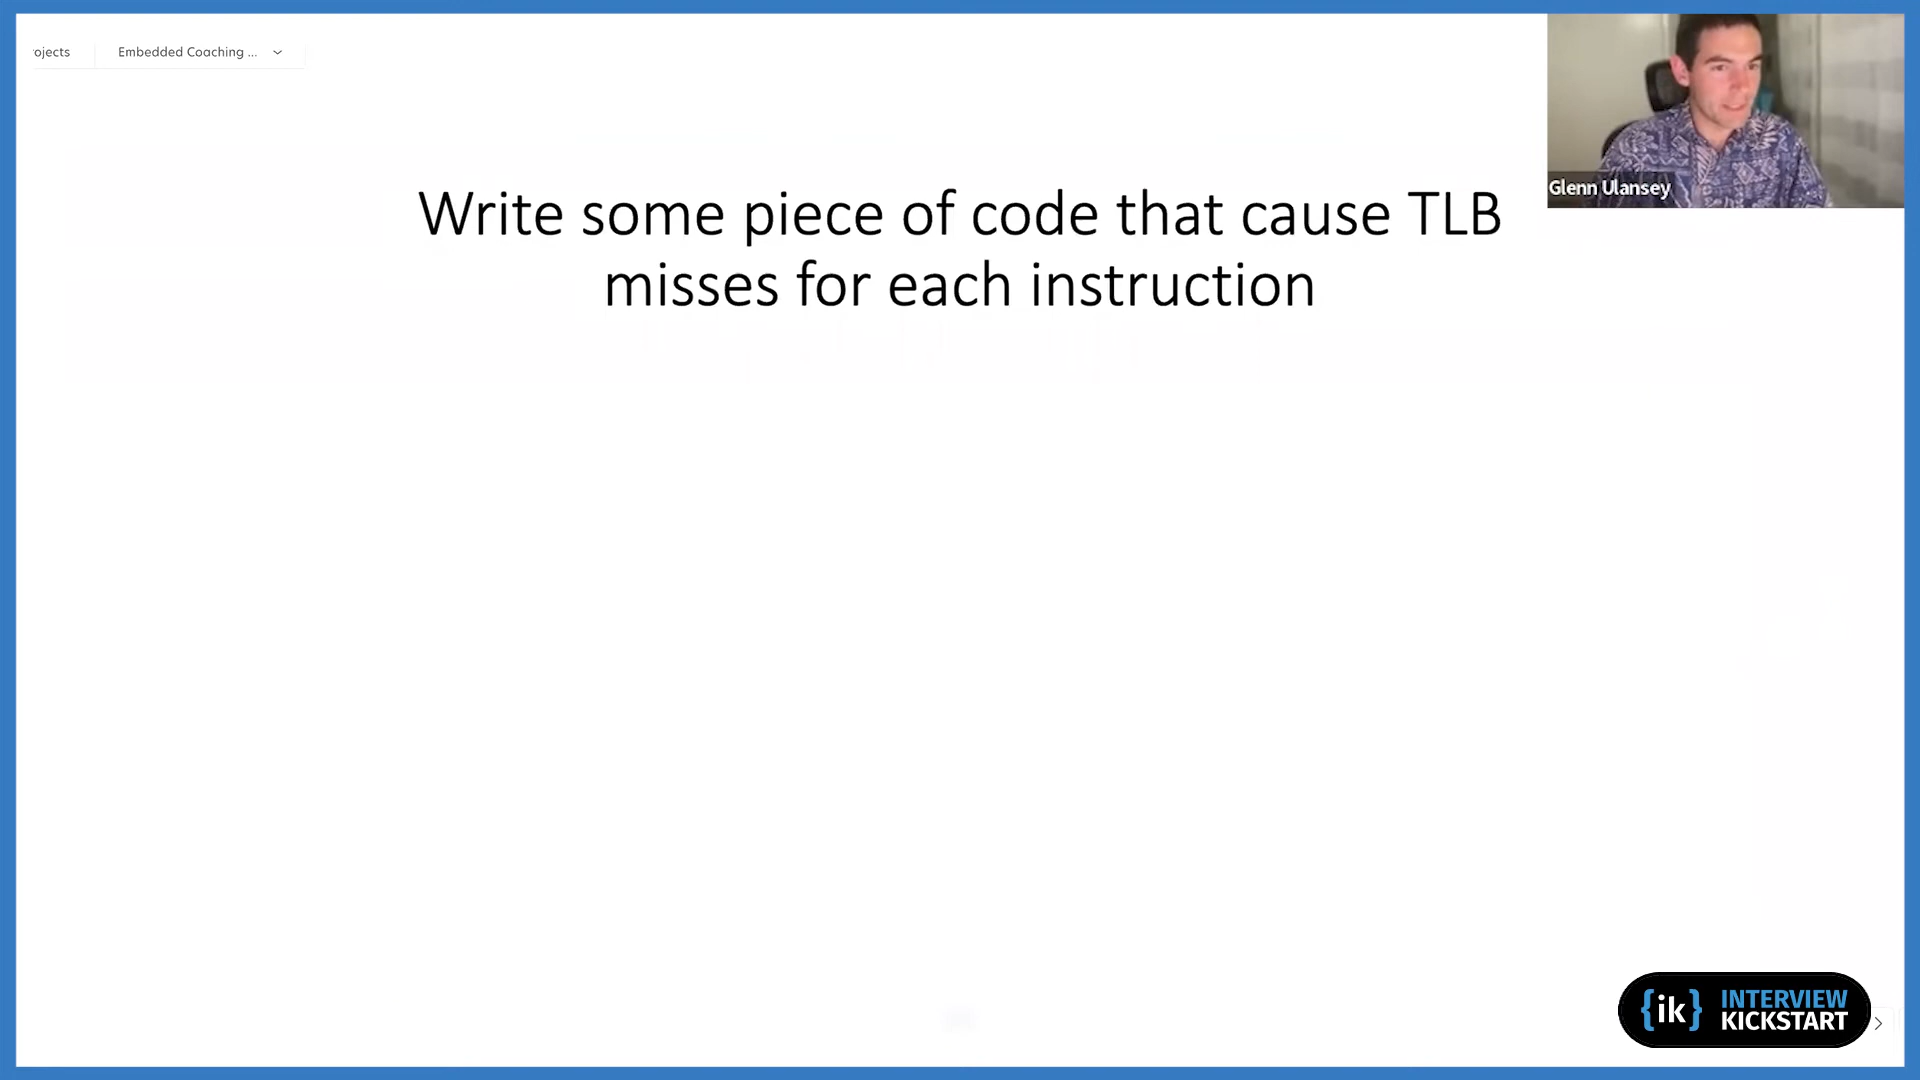 ojects
Embedded Coaching ...
Glenn Ulansey
Write some piece of code that cause TLB
misses for each instruction
{ik} INTERVIEW
KICKSTART